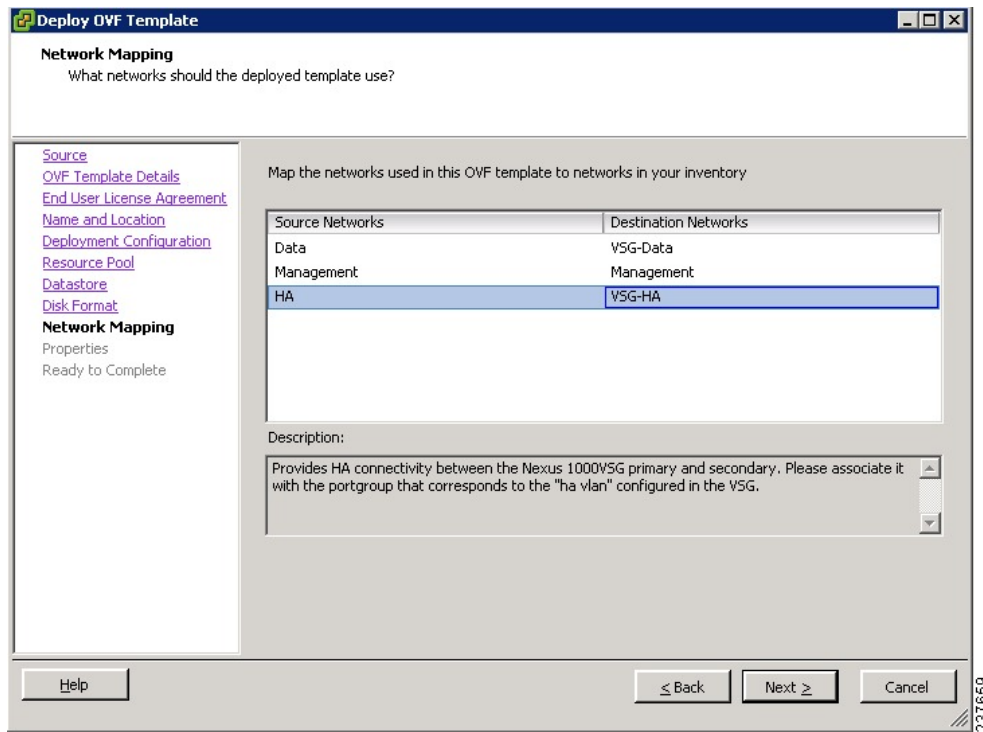 Deploy OVF Template
Network Mapping
What networks should the deployed template use?
Source
OVF Template Details
End User License Agreement
Name and Location
Deployment Configuration
Resource Pool
Datastore
Disk Format
Network Mapping
Properties
Ready to Complete
Map the networks used in this OVF template to networks in your inventory
Source Networks Destination Networks
Data VSG-Data
Management Management
HA VSG-HA
Description:
Provides HA connectivity between the Nexus 1000VSG primary and secondary. Please associate it
with the portgroup that corresponds to the "ha vlan" configured in the VSG.
Help
≤ Back
Next ≥
Cancel
237659